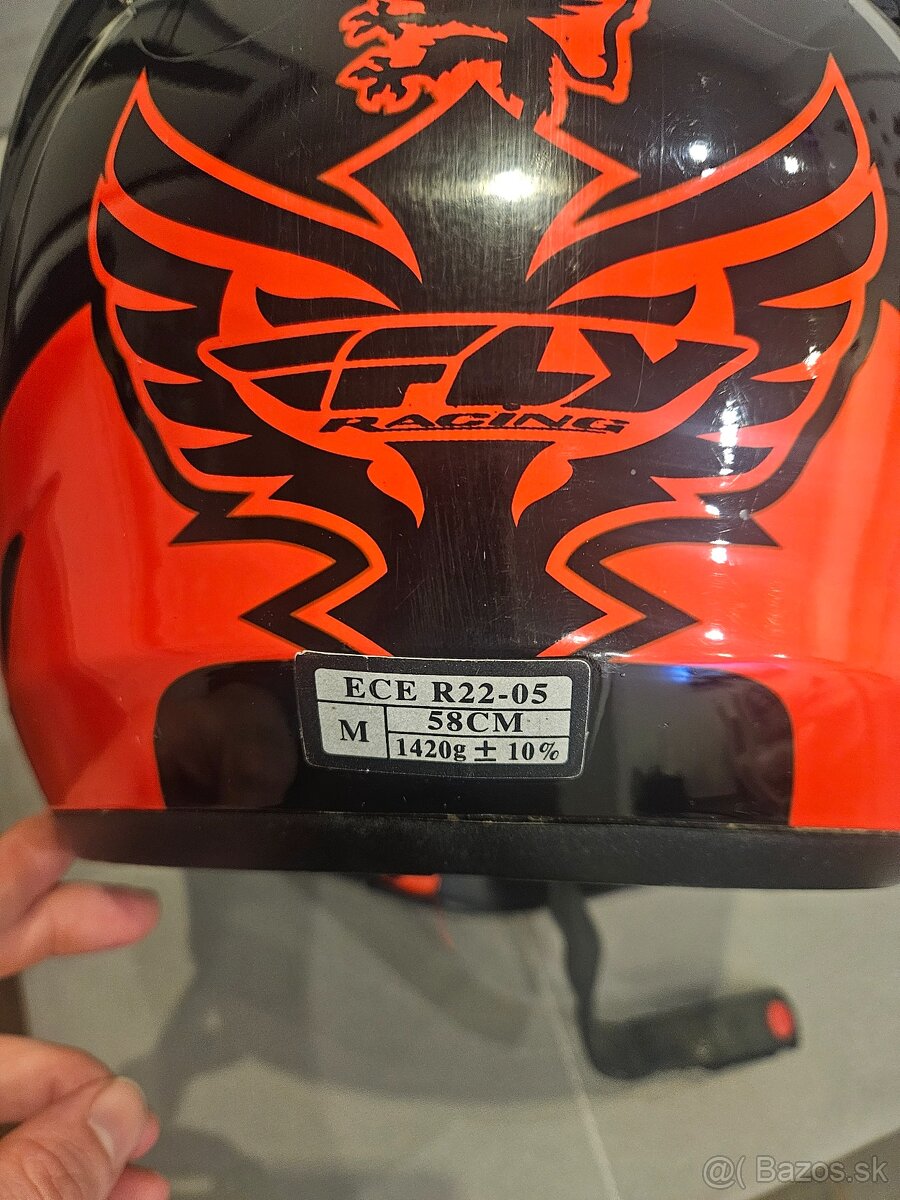 FLY
RACING
ECE R22-05
M
58CM
1420g ± 10%
@( Bazos.sk